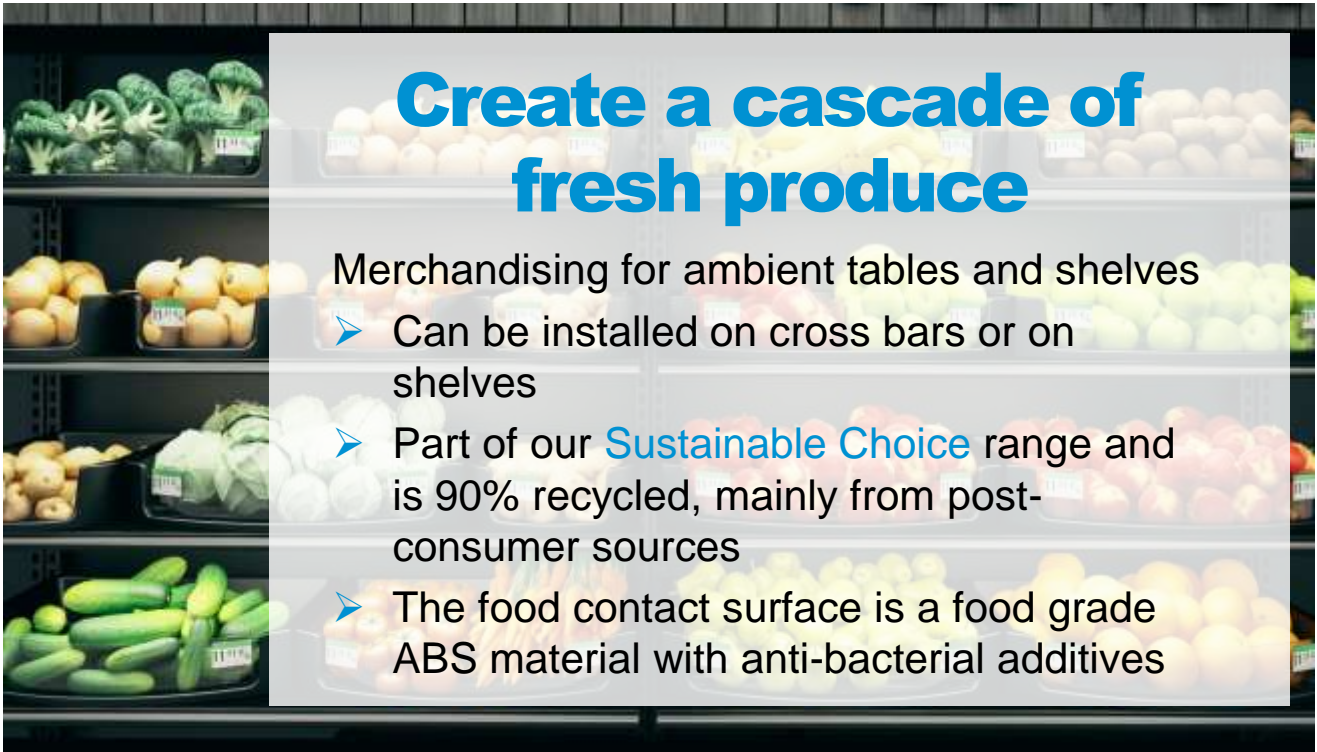 Create a cascade of
fresh produce
Merchandising for ambient tables and shelves
➢ Can be installed on cross bars or on
shelves
➢ Part of our Sustainable Choice range and
is 90% recycled, mainly from post-
consumer sources
➢ The food contact surface is a food grade
ABS material with anti-bacterial additives